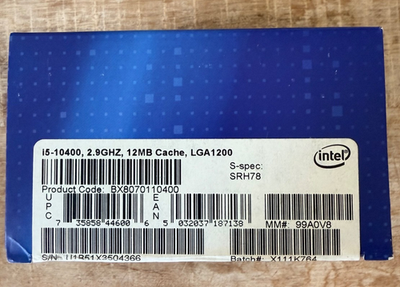 i5-10400, 2.9GHZ, 12MB Cache, LGA1200
intel
S-spec:
SRH78
Product Code: BX8070110400
UPC
EAN
7 35858 44600 6 5 032037 187138
MM#: 99A0V8
S/N: U1B51X3504366
Batch#: X111K764